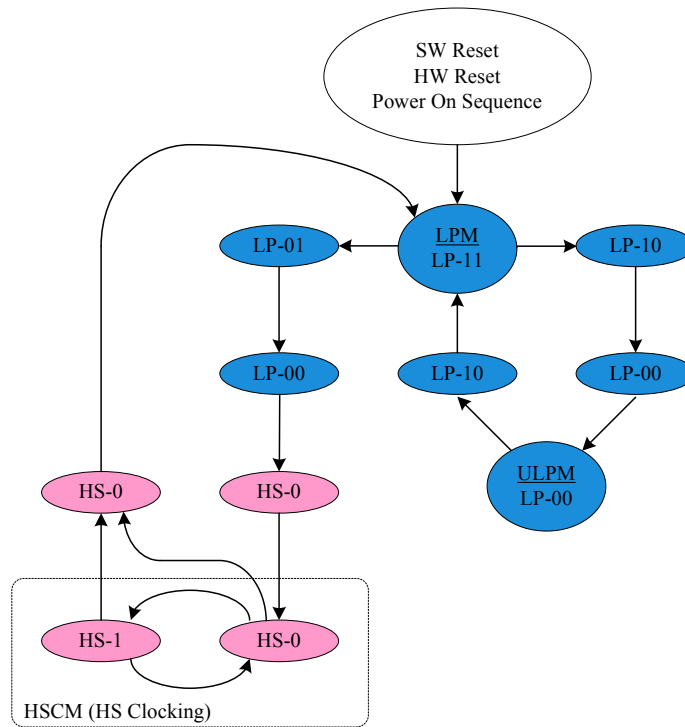 SW Reset
HW Reset
Power On Sequence
LP-01
LPM
LP-11
LP-10
LP-00
LP-10
LP-00
ULPM
LP-00
HS-0
HS-0
HS-1
HS-0
HSCM (HS Clocking)